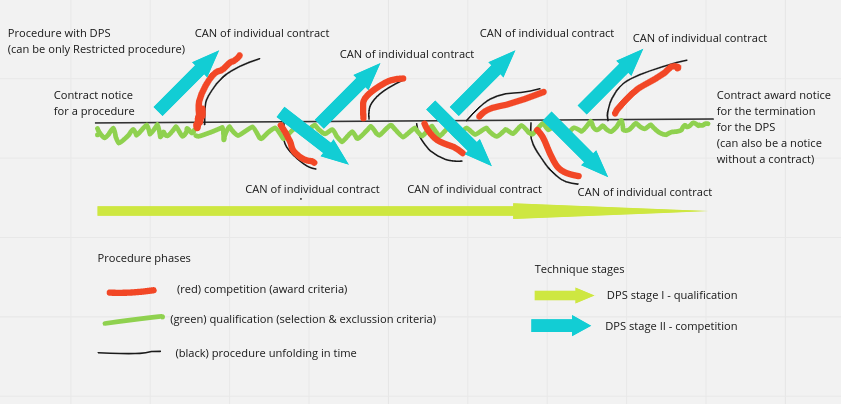 Procedure with DPS
(can be only Restricted procedure)
CAN of individual contract
CAN of individual contract
CAN of individual contract
CAN of individual contract
Contract notice
for a procedure
Contract award notice
for the termination
for the DPS
(can also be a notice
without a contract)
CAN of individual contract
CAN of individual contract
CAN of individual contract
Procedure phases
(red) competition (award criteria)
(green) qualification (selection & exclussion criteria)
(black) procedure unfolding in time
Technique stages
DPS stage I - qualification
DPS stage II - competition